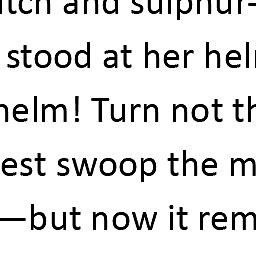 itch and sulphur-
stood at her hel
helm! Turn not th
est swoop the m
—but now it rem